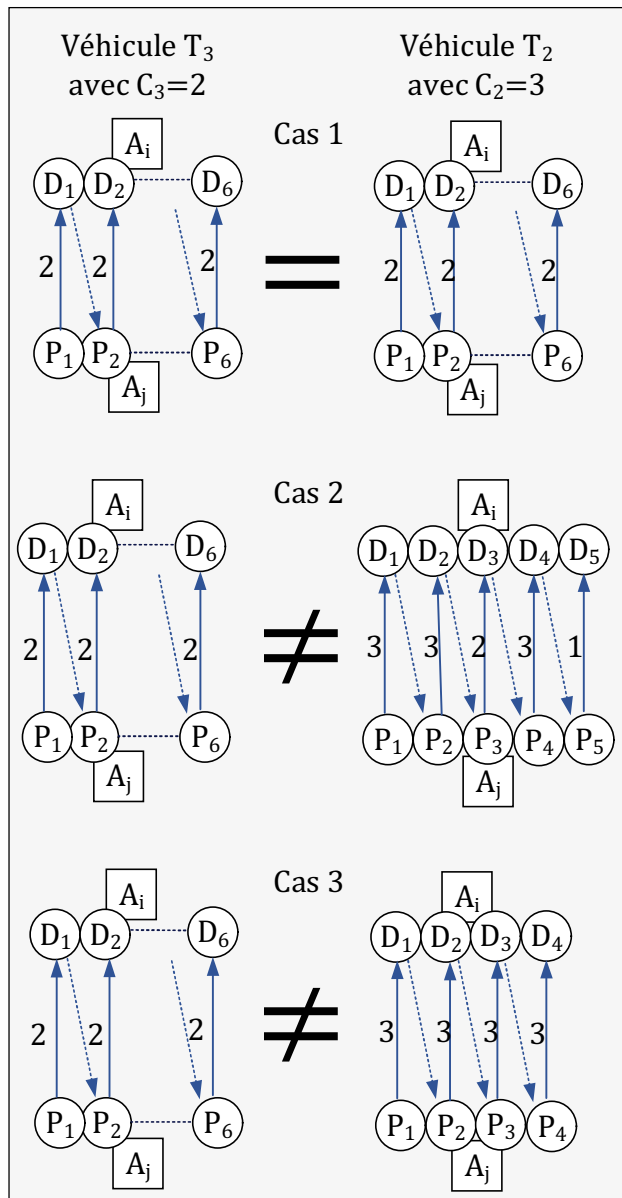 Véhicule T₃ Véhicule T₂
avec C₃=2 avec C₂=3
Cas 1
Aᵢ Aᵢ
D₁ D₂ D₆ D₁ D₂ D₆
2 2 2 = 2 2 2
P₁ P₂ P₆ P₁ P₂ P₆
Aⱼ Aⱼ
Cas 2
Aᵢ Aᵢ
D₁ D₂ D₆ D₁ D₂ D₃ D₄ D₅
2 2 2 ≠ 3 3 2 3 1
P₁ P₂ P₆ P₁ P₂ P₃ P₄ P₅
Aⱼ Aⱼ
Cas 3
Aᵢ Aᵢ
D₁ D₂ D₆ D₁ D₂ D₃ D₄
2 2 2 ≠ 3 3 3 3
P₁ P₂ P₆ P₁ P₂ P₃ P₄
Aⱼ Aⱼ